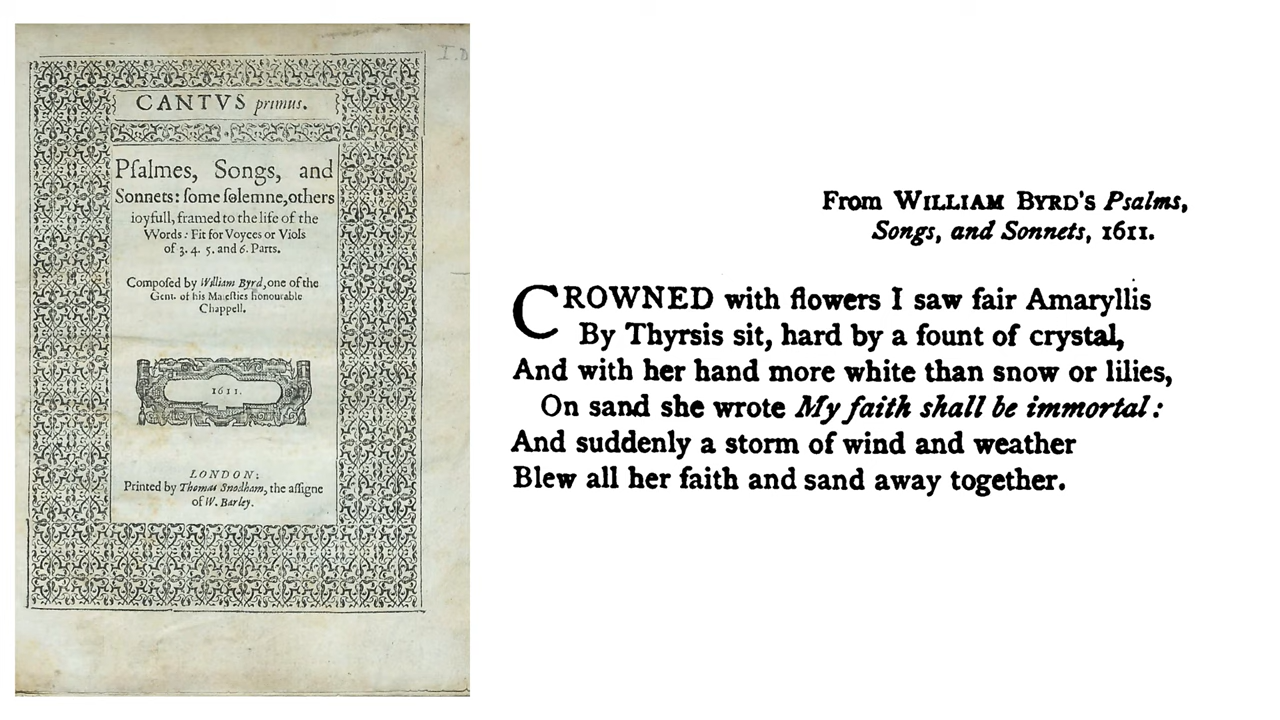 I.D
CANTVS primus.
Pſalmes, Songs, and
Sonnets: ſome ſolemne, others
ioyfull, framed to the life of the
Words: Fit for Voyces or Viols
of 3. 4. 5. and 6. Parts.
Compoſed by William Byrd, one of the
Gent. of his Maieſties honourable
Chappell.
1611.
LONDON:
Printed by Thomas Snodham, the aſſigne
of W. Barley.
From WILLIAM BYRD'S Psalms,
Songs, and Sonnets, 1611.
CROWNED with flowers I saw fair Amaryllis
By Thyrsis sit, hard by a fount of crystal,
And with her hand more white than snow or lilies,
On sand she wrote My faith shall be immortal:
And suddenly a storm of wind and weather
Blew all her faith and sand away together.